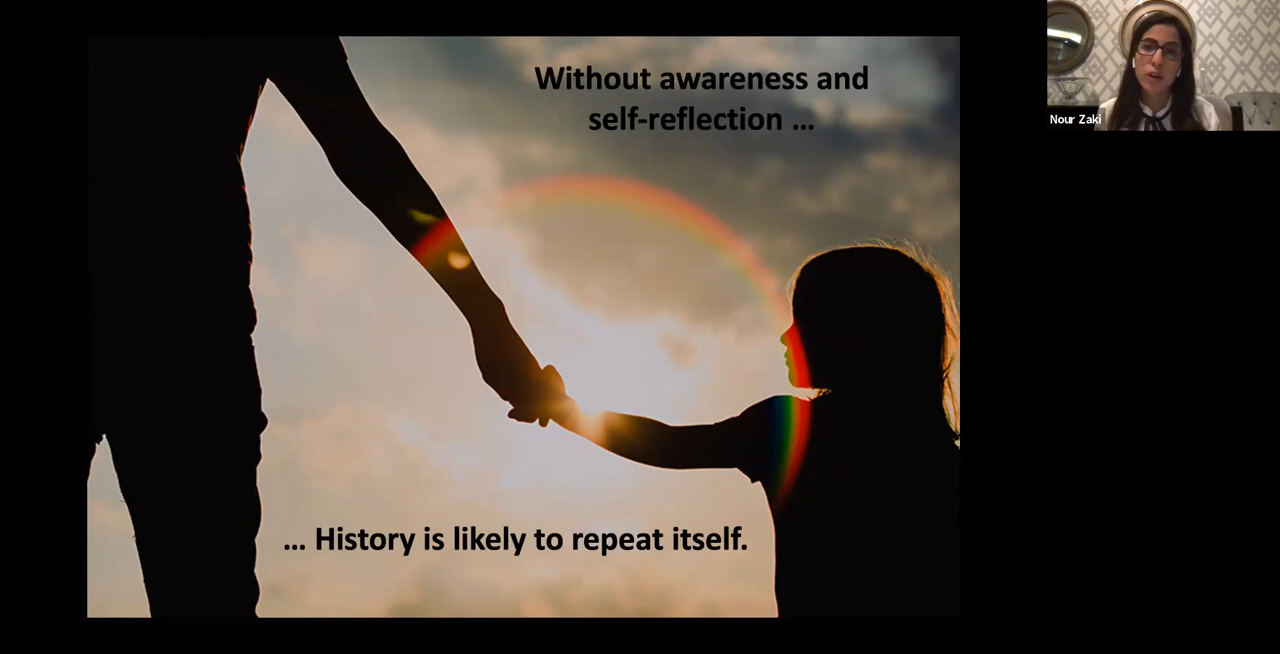 Without awareness and
self-reflection ...
... History is likely to repeat itself.
Nour Zaki